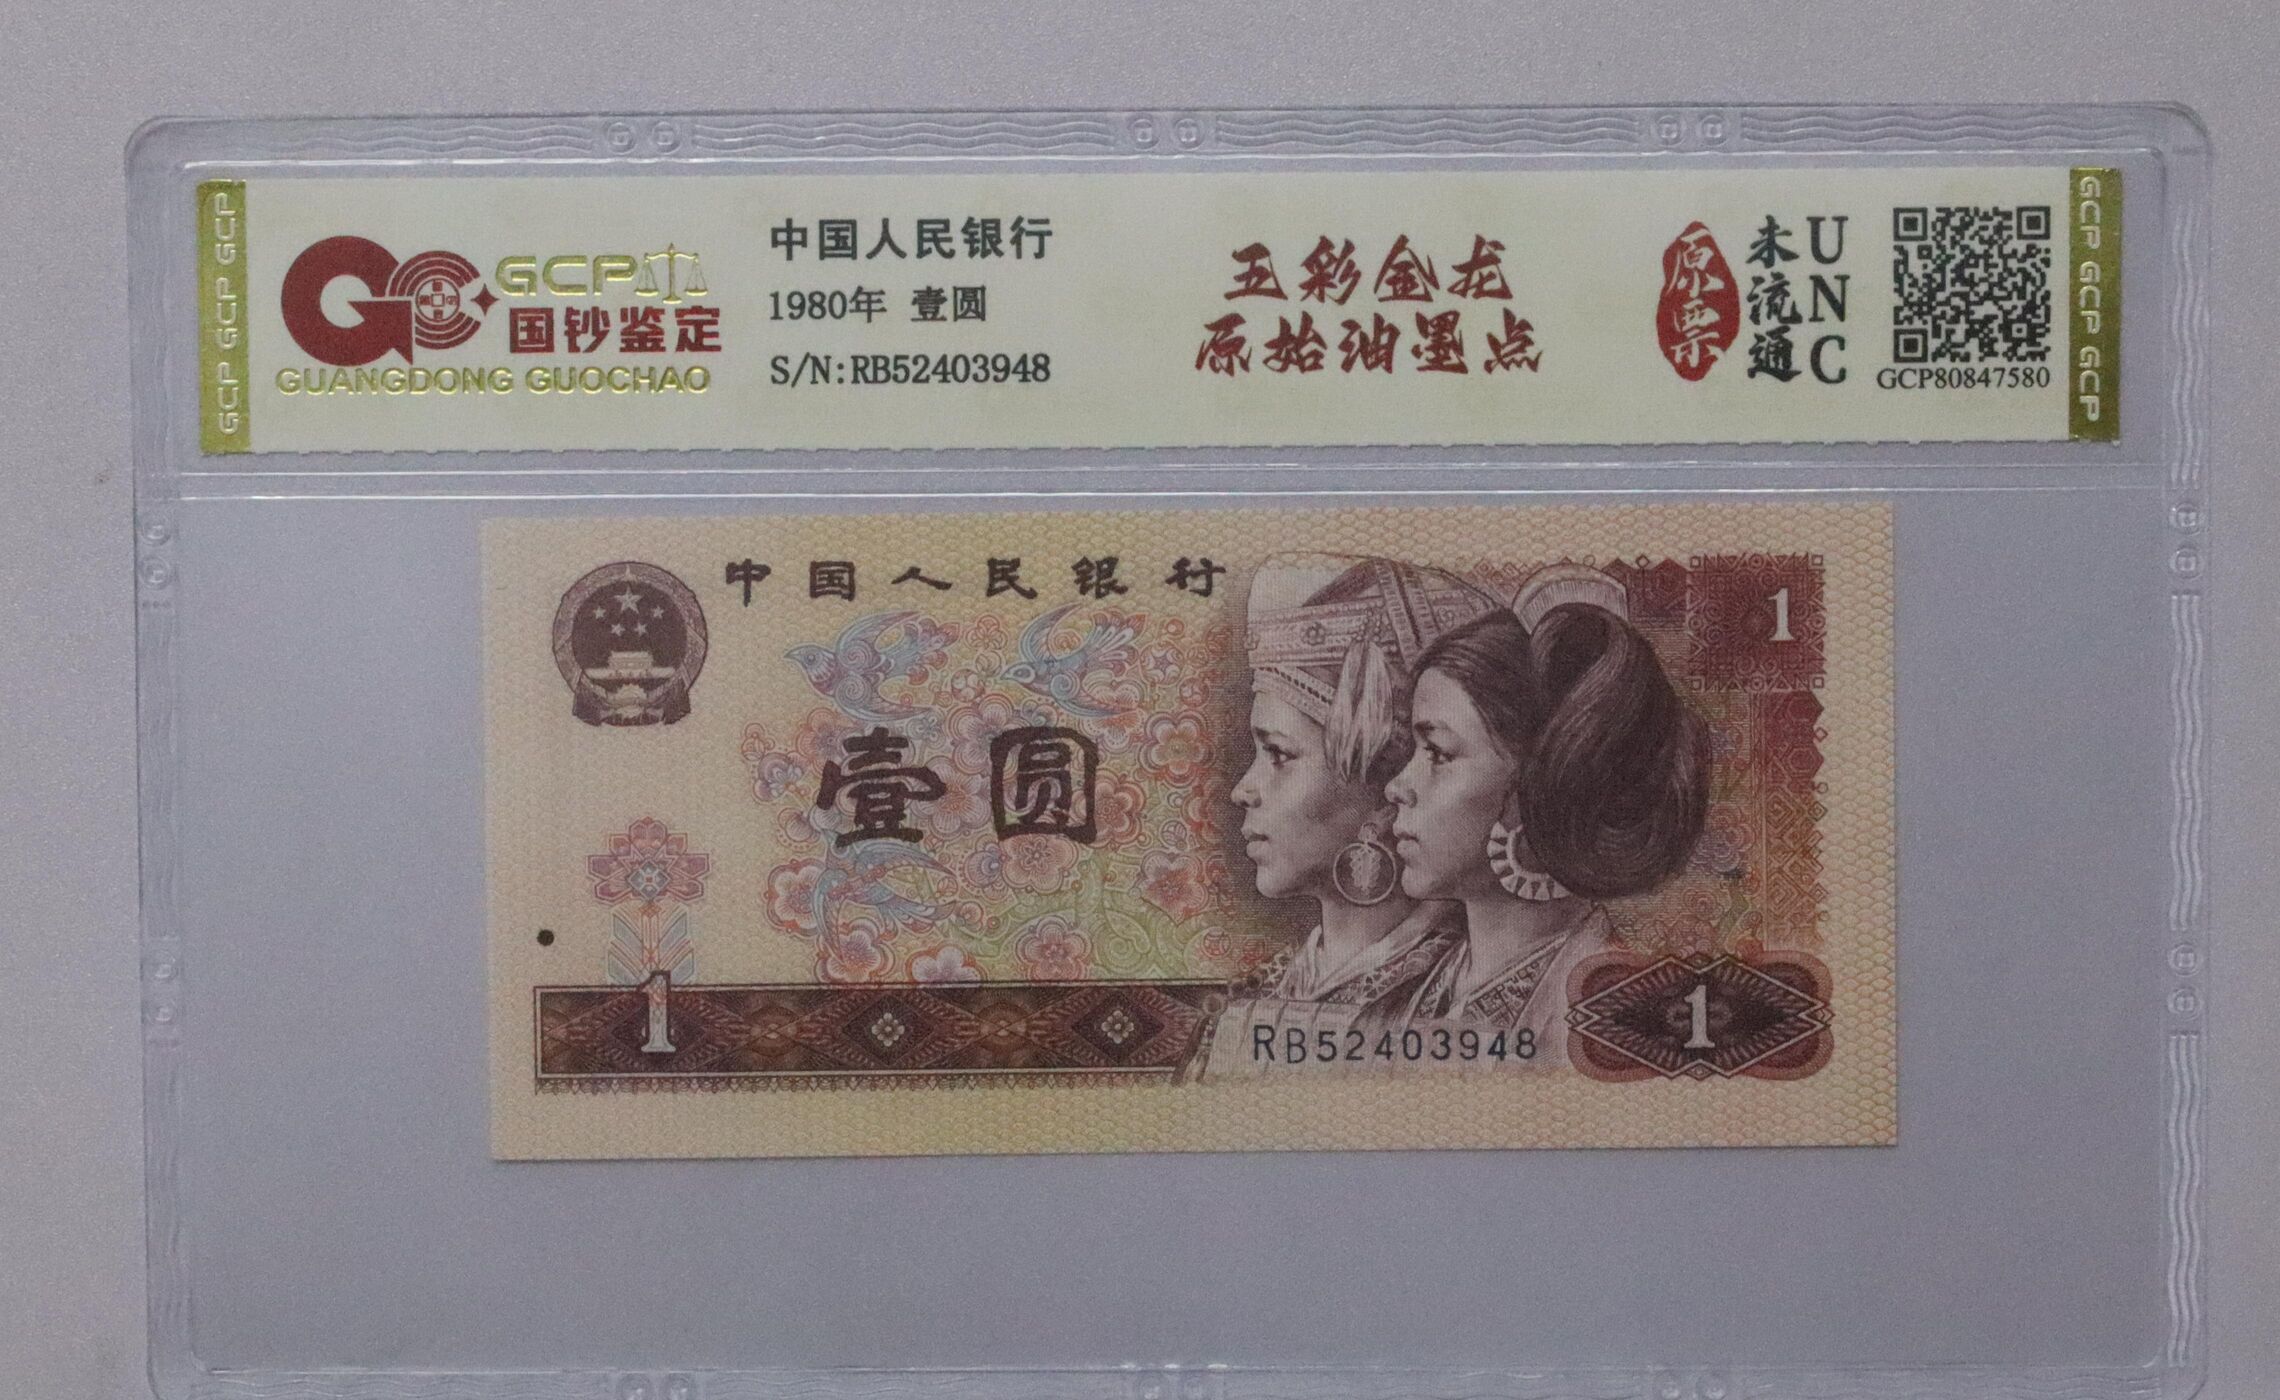 GCP GCP GCP
GCP
国钞鉴定
GUANGDONG GUOCHAO
中国人民银行
1980年 壹圆
S/N:RB52403948
五彩金龙
原始油墨点
原票
未流通
UNC
GCP80847580
GCP GCP GCP
中国人民银行
1
壹圆
1
RB52403948
1